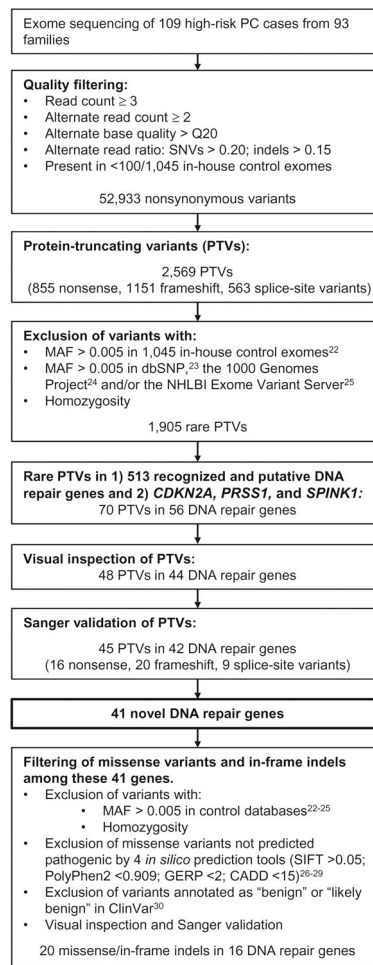 Exome sequencing of 109 high-risk PC cases from 93
families
Quality filtering:
• Read count ≥ 3
• Alternate read count ≥ 2
• Alternate base quality > Q20
• Alternate read ratio: SNVs > 0.20; indels > 0.15
• Present in <100/1,045 in-house control exomes
52,933 nonsynonymous variants
Protein-truncating variants (PTVs):
2,569 PTVs
(855 nonsense, 1151 frameshift, 563 splice-site variants)
Exclusion of variants with:
• MAF > 0.005 in 1,045 in-house control exomes22
• MAF > 0.005 in dbSNP,23 the 1000 Genomes
Project24 and/or the NHLBI Exome Variant Server25
• Homozygosity
1,905 rare PTVs
Rare PTVs in 1) 513 recognized and putative DNA
repair genes and 2) CDKN2A, PRSS1, and SPINK1:
70 PTVs in 56 DNA repair genes
Visual inspection of PTVs:
48 PTVs in 44 DNA repair genes
Sanger validation of PTVs:
45 PTVs in 42 DNA repair genes
(16 nonsense, 20 frameshift, 9 splice-site variants)
41 novel DNA repair genes
Filtering of missense variants and in-frame indels
among these 41 genes.
• Exclusion of variants with:
• MAF > 0.005 in control databases22-25
• Homozygosity
• Exclusion of missense variants not predicted
pathogenic by 4 in silico prediction tools (SIFT >0.05;
PolyPhen2 <0.909; GERP <2; CADD <15)26-29
• Exclusion of variants annotated as “benign” or “likely
benign” in ClinVar30
• Visual inspection and Sanger validation
20 missense/in-frame indels in 16 DNA repair genes